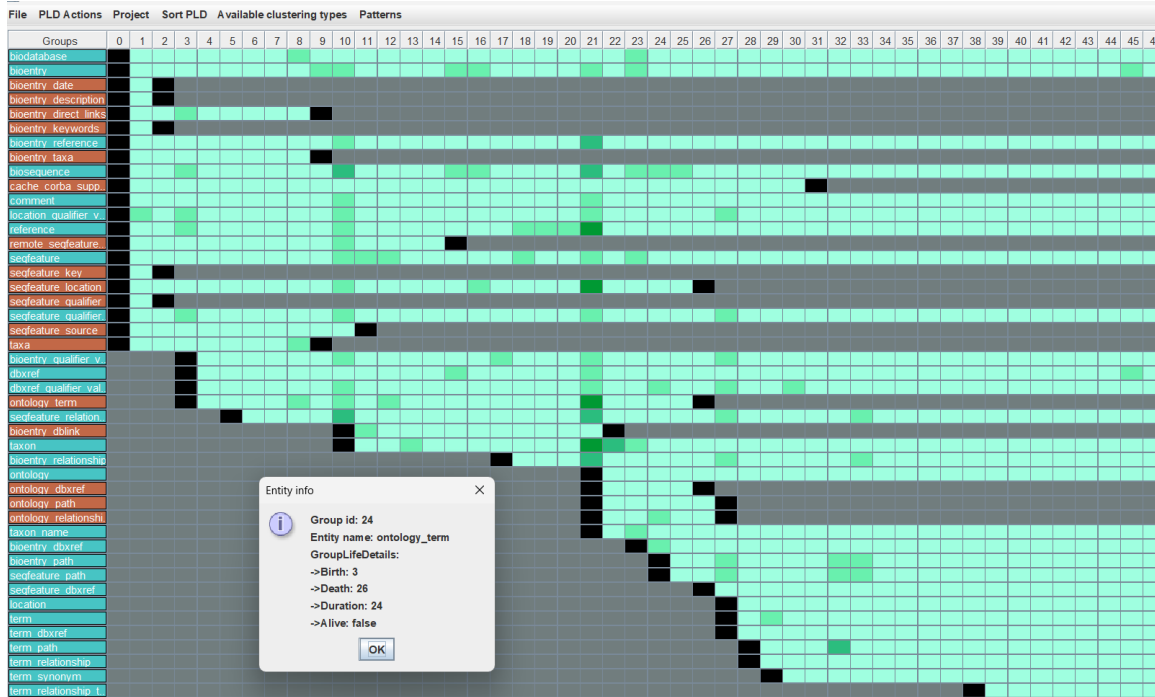 File PLD Actions Project Sort PLD Available clustering types Patterns
Groups 0 1 2 3 4 5 6 7 8 9 10 11 12 13 14 15 16 17 18 19 20 21 22 23 24 25 26 27 28 29 30 31 32 33 34 35 36 37 38 39 40 41 42 43 44 45 46
biodatabase
bioentry
bioentry_date
bioentry_description
bioentry_direct_links
bioentry_keywords
bioentry_reference
bioentry_taxa
biosequence
cache_corba_supp..
comment
location_qualifier_v..
reference
remote_seqfeature..
seqfeature
seqfeature_key
seqfeature_location
seqfeature_qualifier
seqfeature_qualifier
seqfeature_source
taxa
bioentry_qualifier_v..
dbxref
dbxref_qualifier_val..
ontology_term
seqfeature_relation..
bioentry_dblink
taxon
bioentry_relationship
ontology
ontology_dbxref
ontology_path
ontology_relationshi..
taxon_name
bioentry_dbxref
bioentry_path
seqfeature_path
seqfeature_dbxref
location
term
term_dbxref
term_path
term_relationship
term_synonym
term_relationship_t..
Entity info
Group id: 24
Entity name: ontology_term
GroupLifeDetails:
->Birth: 3
->Death: 26
->Duration: 24
->Alive: false
OK